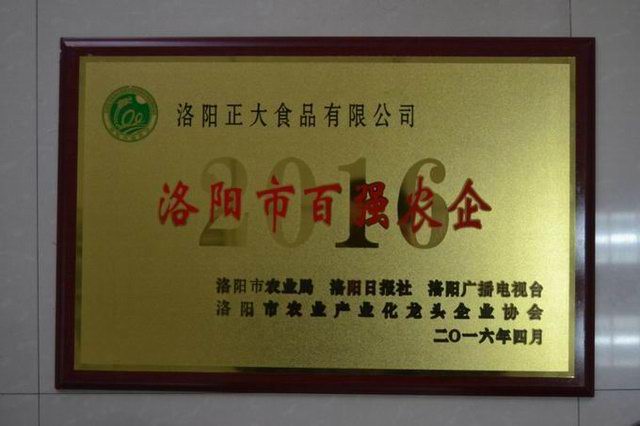 洛阳正大食品有限公司
2016
洛阳市百强农企
洛阳市农业局 洛阳日报社 洛阳广播电视台
洛阳市农业产业化龙头企业协会
二〇一六年四月